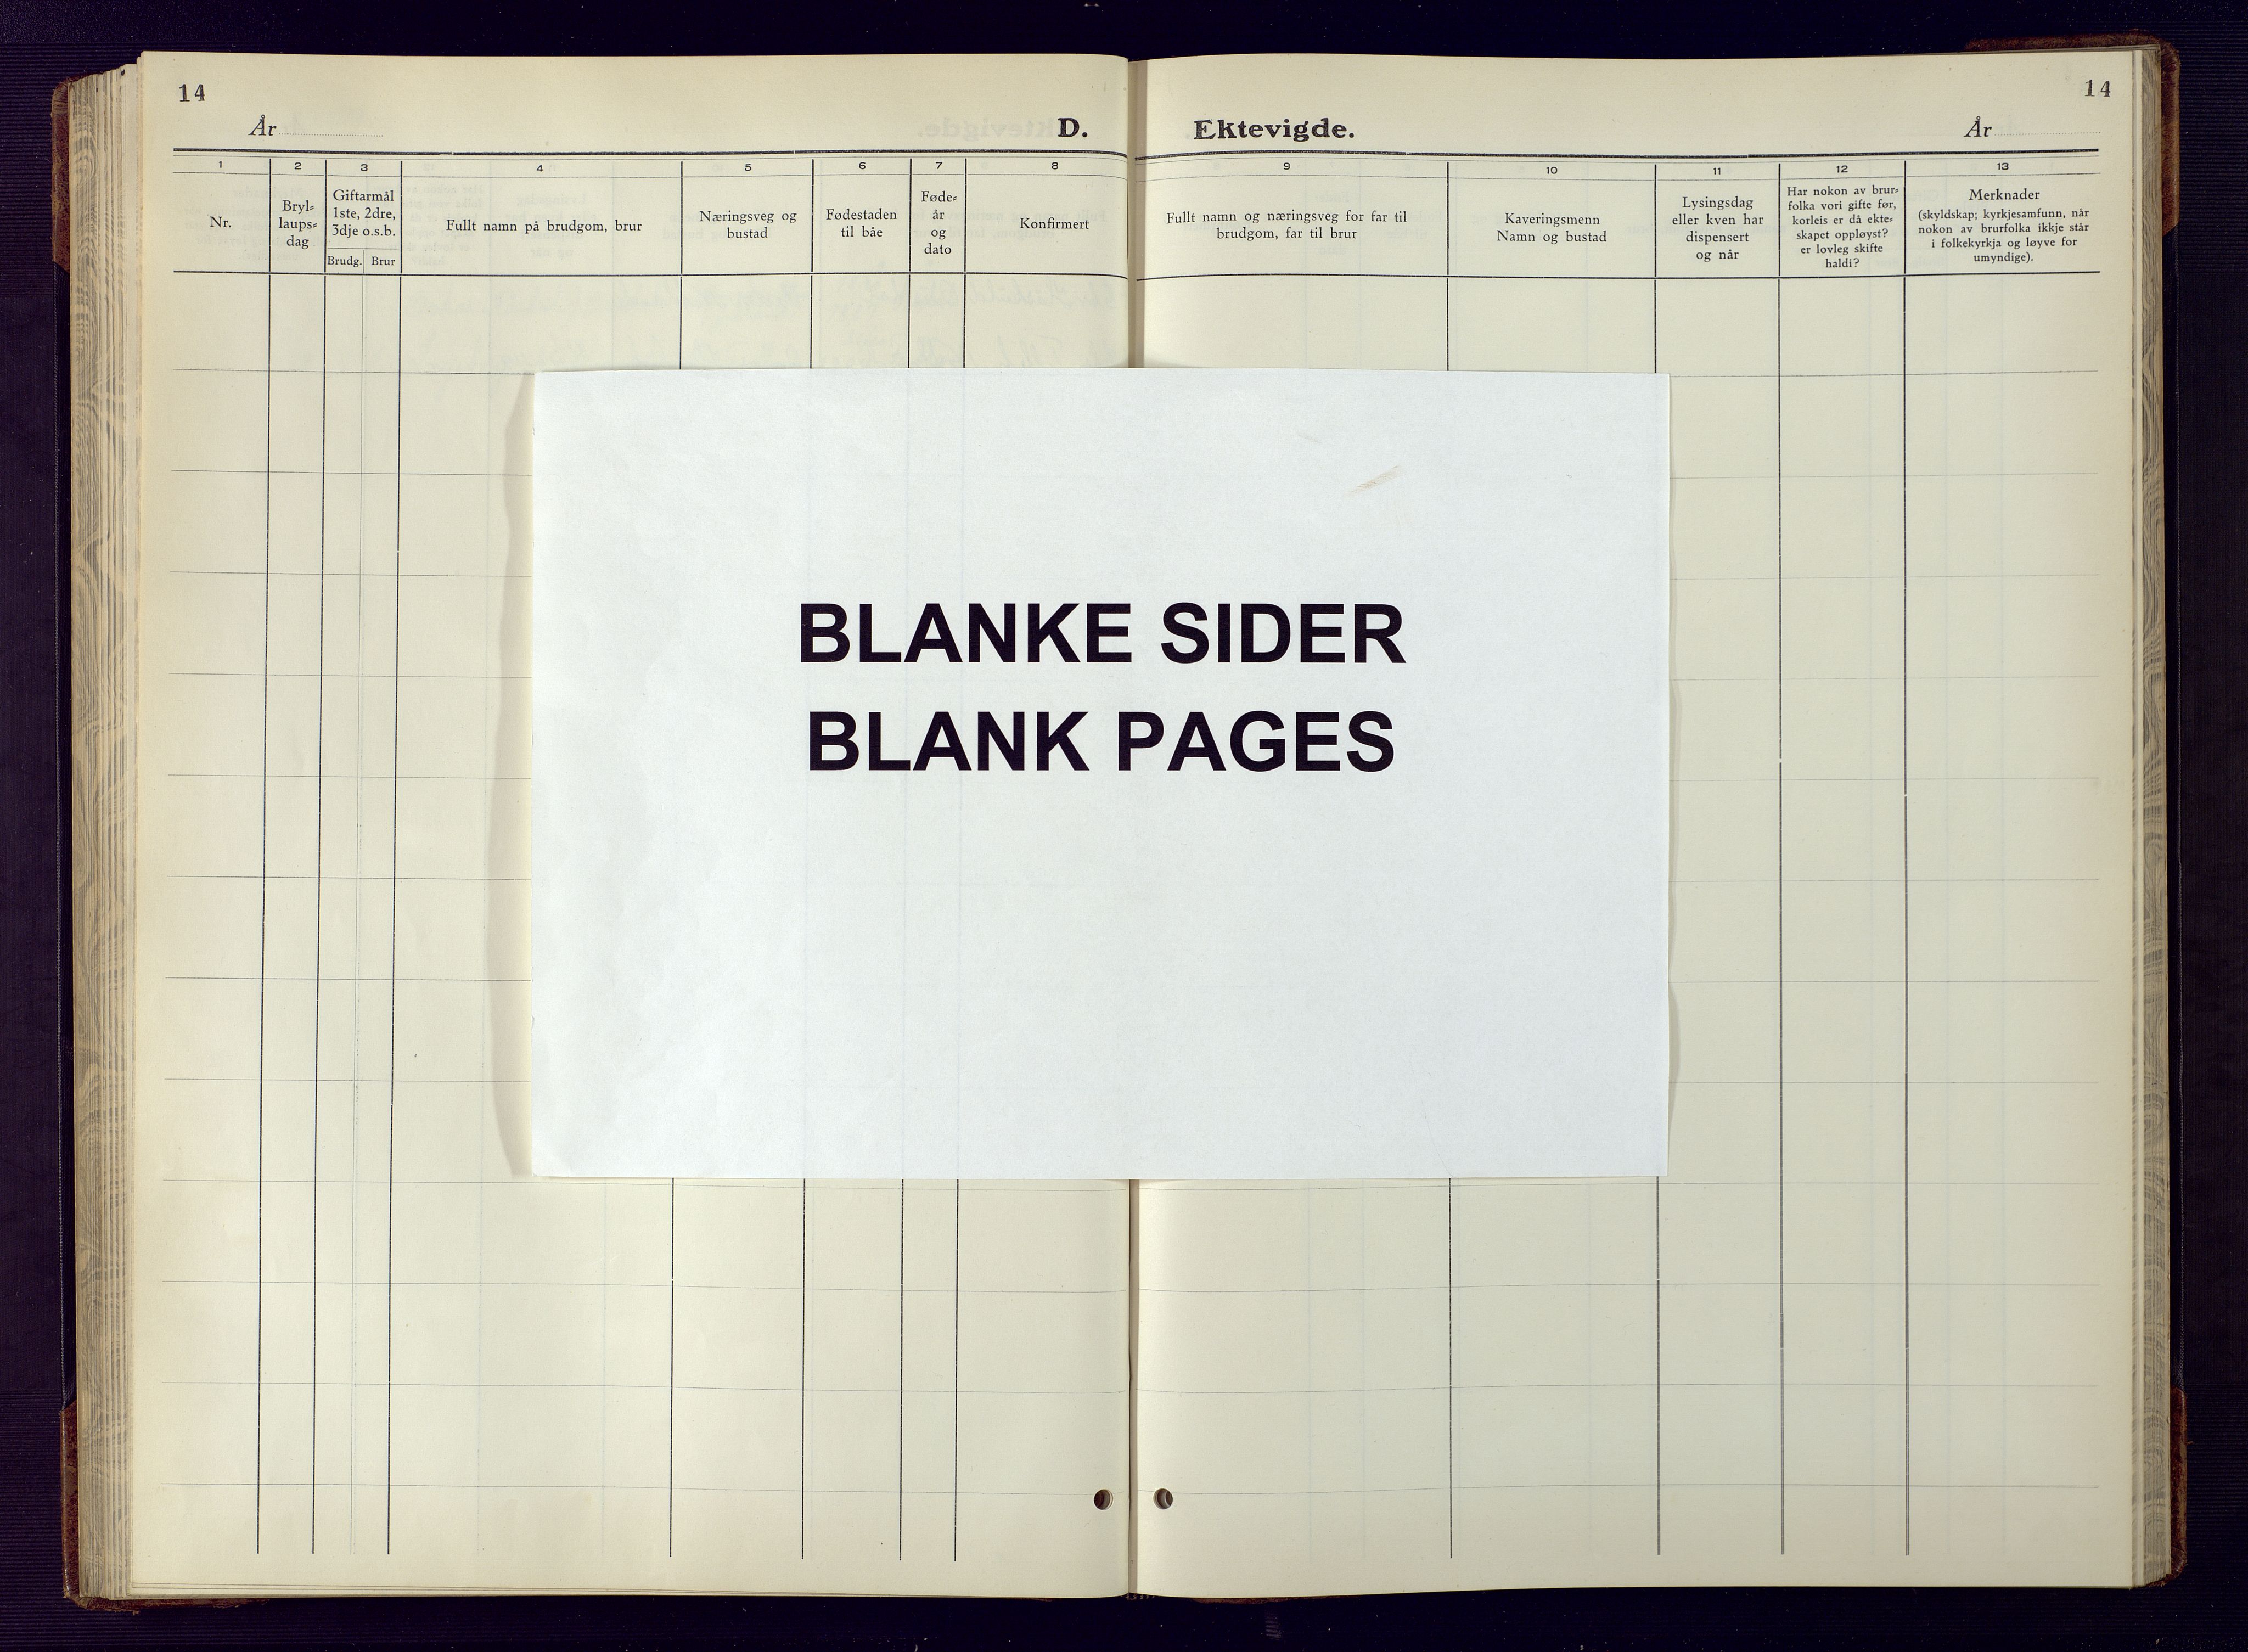 14
14
År
D.
Ektevigde.
År
1
2
3
4
5
6
7
8
9
10
11
12
13
Nr.
Bryl-
laups-
dag
Giftarmål
1ste, 2dre,
3dje o.s.b.
Brudg.
Brur
Fullt namn på brudgom, brur
Næringsveg og
bustad
Fødestaden
til båe
Føde-
år
og
dato
Konfirmert
Fullt namn og næringsveg for far til
brudgom, far til brur
Kaveringsmenn
Namn og bustad
Lysingsdag
eller kven har
dispensert
og når
Har nokon av brur-
folka vori gifte før,
korleis er då ekte-
skapet oppløyst?
er lovleg skifte
haldi?
Merknader
(skyldskap; kyrkjesamfunn, når
nokon av brurfolka ikkje står
i folkekyrkja og løyve for
umyndige).
BLANKE SIDER
BLANK PAGES